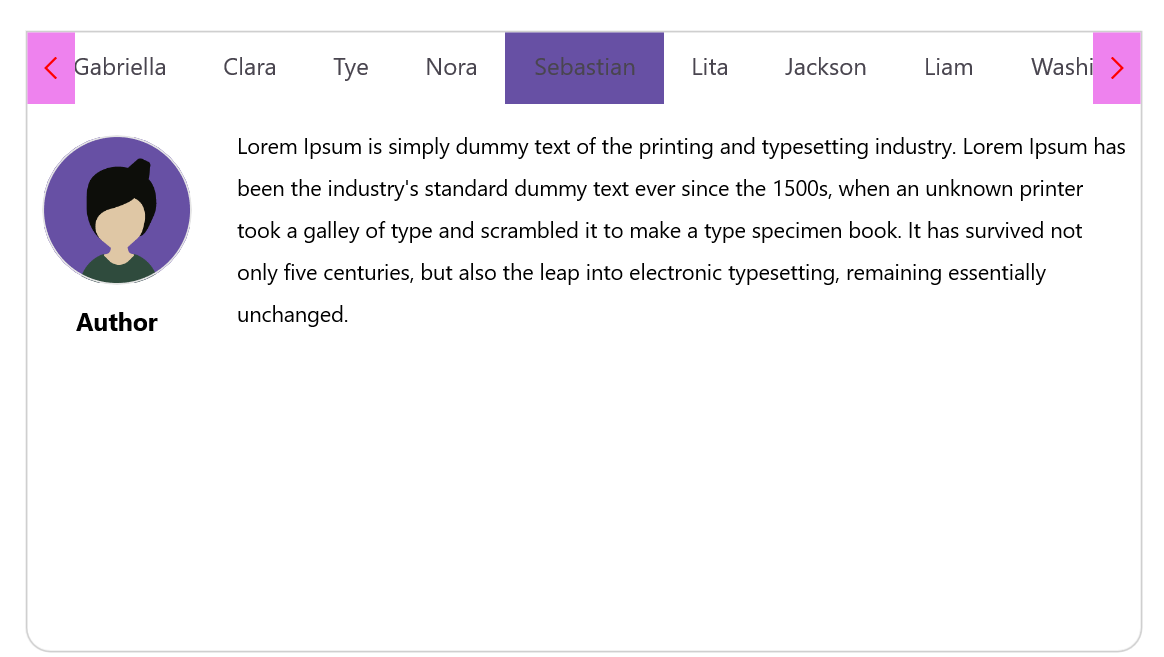 Gabriella Clara Tye Nora Sebastian Lita Jackson Liam Washi
Lorem Ipsum is simply dummy text of the printing and typesetting industry. Lorem Ipsum has
been the industry's standard dummy text ever since the 1500s, when an unknown printer
took a galley of type and scrambled it to make a type specimen book. It has survived not
only five centuries, but also the leap into electronic typesetting, remaining essentially
unchanged.
Author